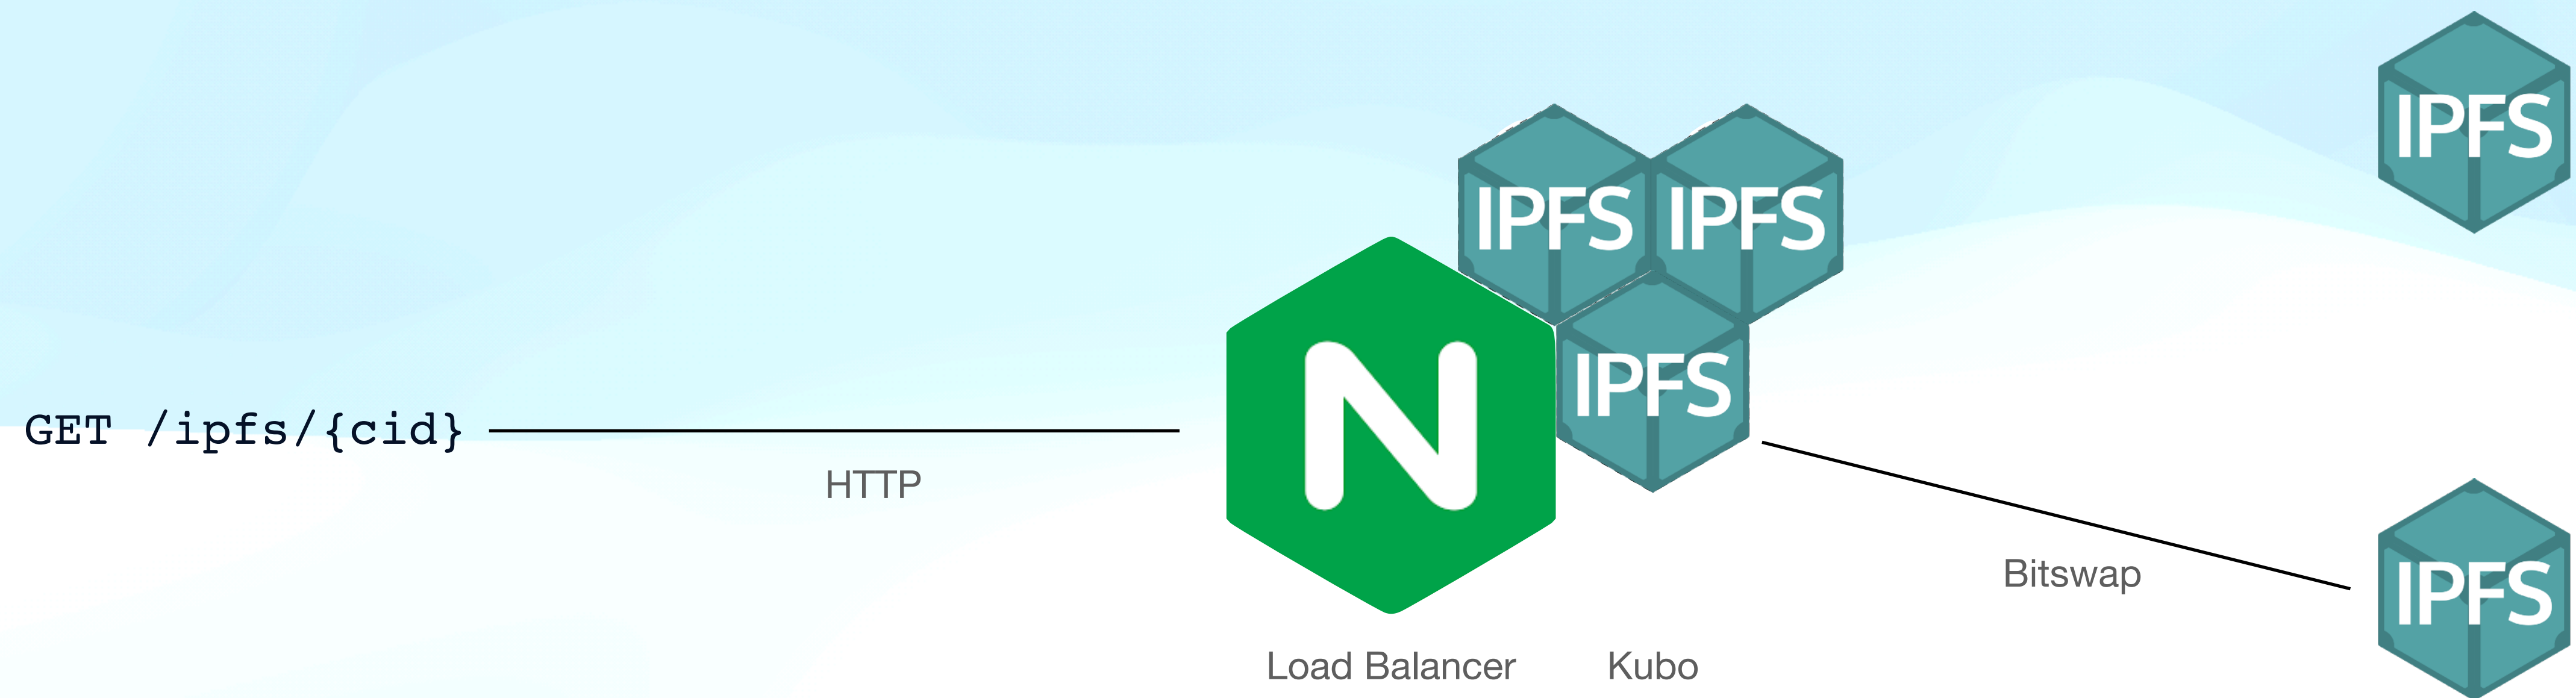 IPFS
IPFS IPFS
IPFS
N
GET /ipfs/{cid}
HTTP
Bitswap
IPFS
Load Balancer
Kubo